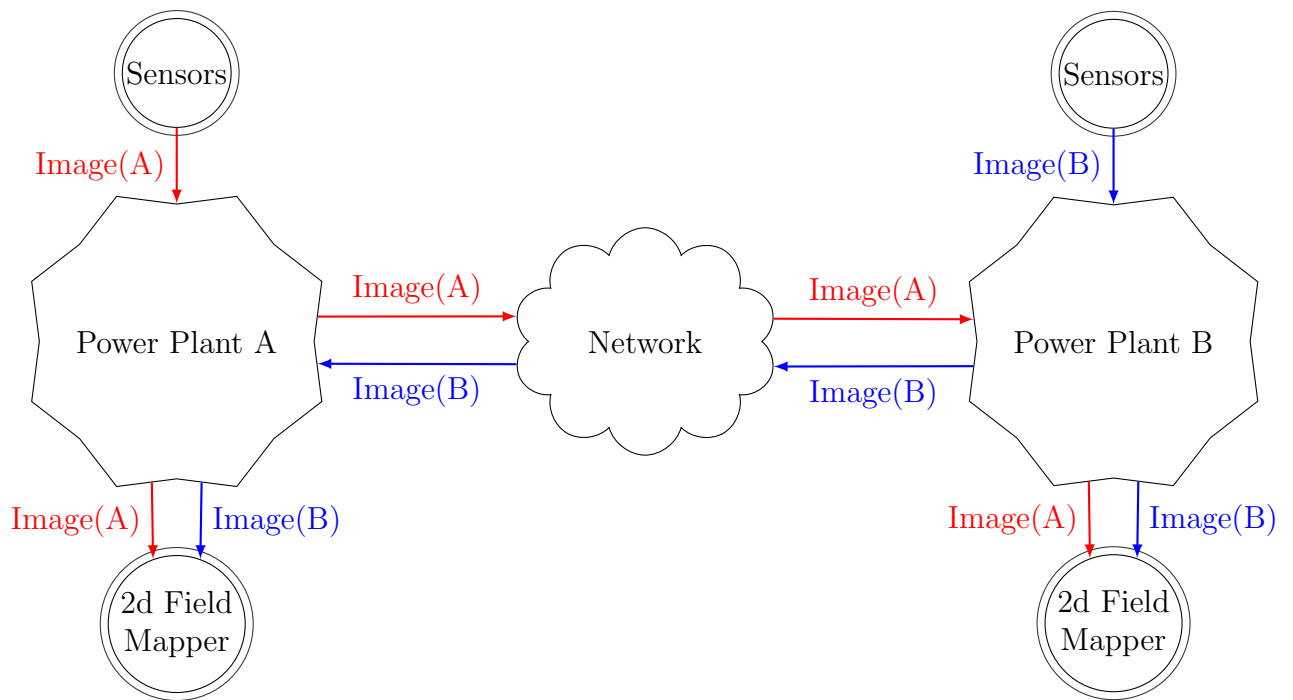 Sensors
Sensors
Image(A)
Image(B)
Image(A)
Image(A)
Power Plant A
Network
Power Plant B
Image(B)
Image(B)
Image(A)
Image(B)
Image(A)
Image(B)
2d Field
Mapper
2d Field
Mapper